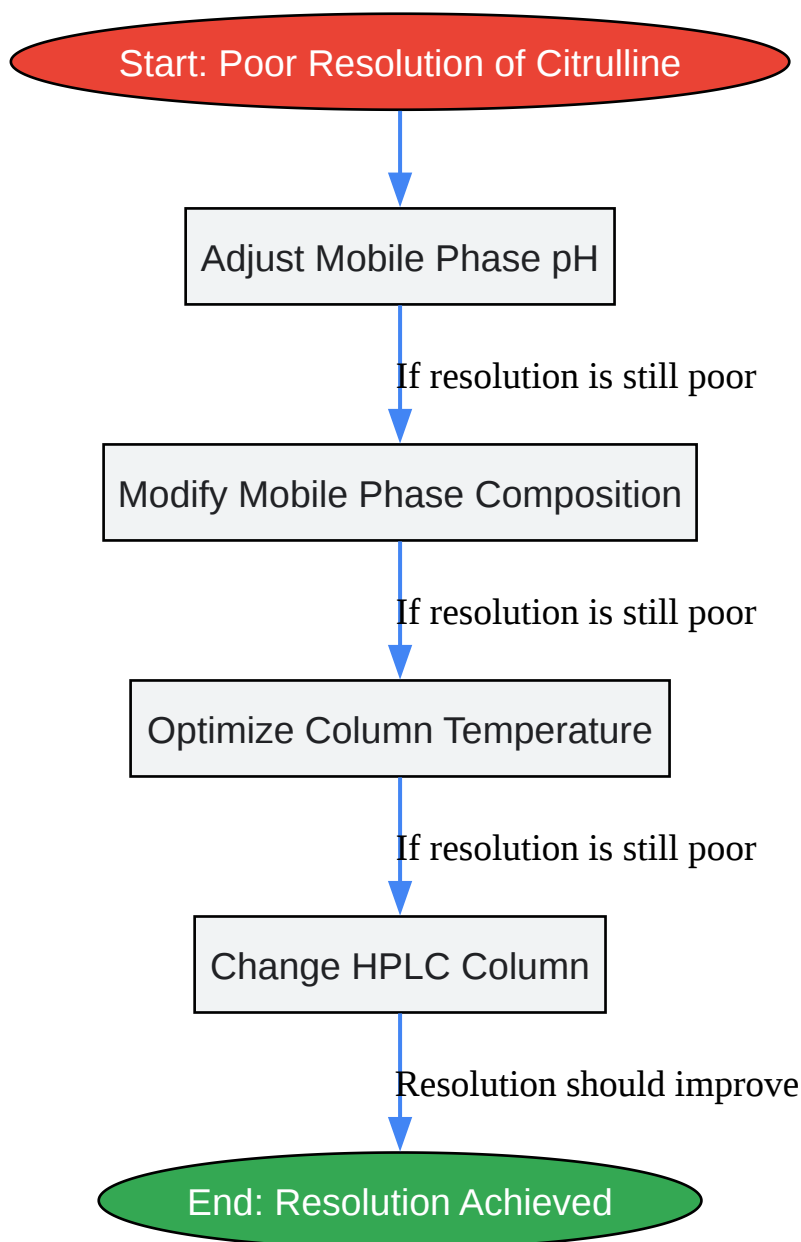 Start: Poor Resolution of Citrulline
Adjust Mobile Phase pH
If resolution is still poor
Modify Mobile Phase Composition
If resolution is still poor
Optimize Column Temperature
If resolution is still poor
Change HPLC Column
Resolution should improve
End: Resolution Achieved